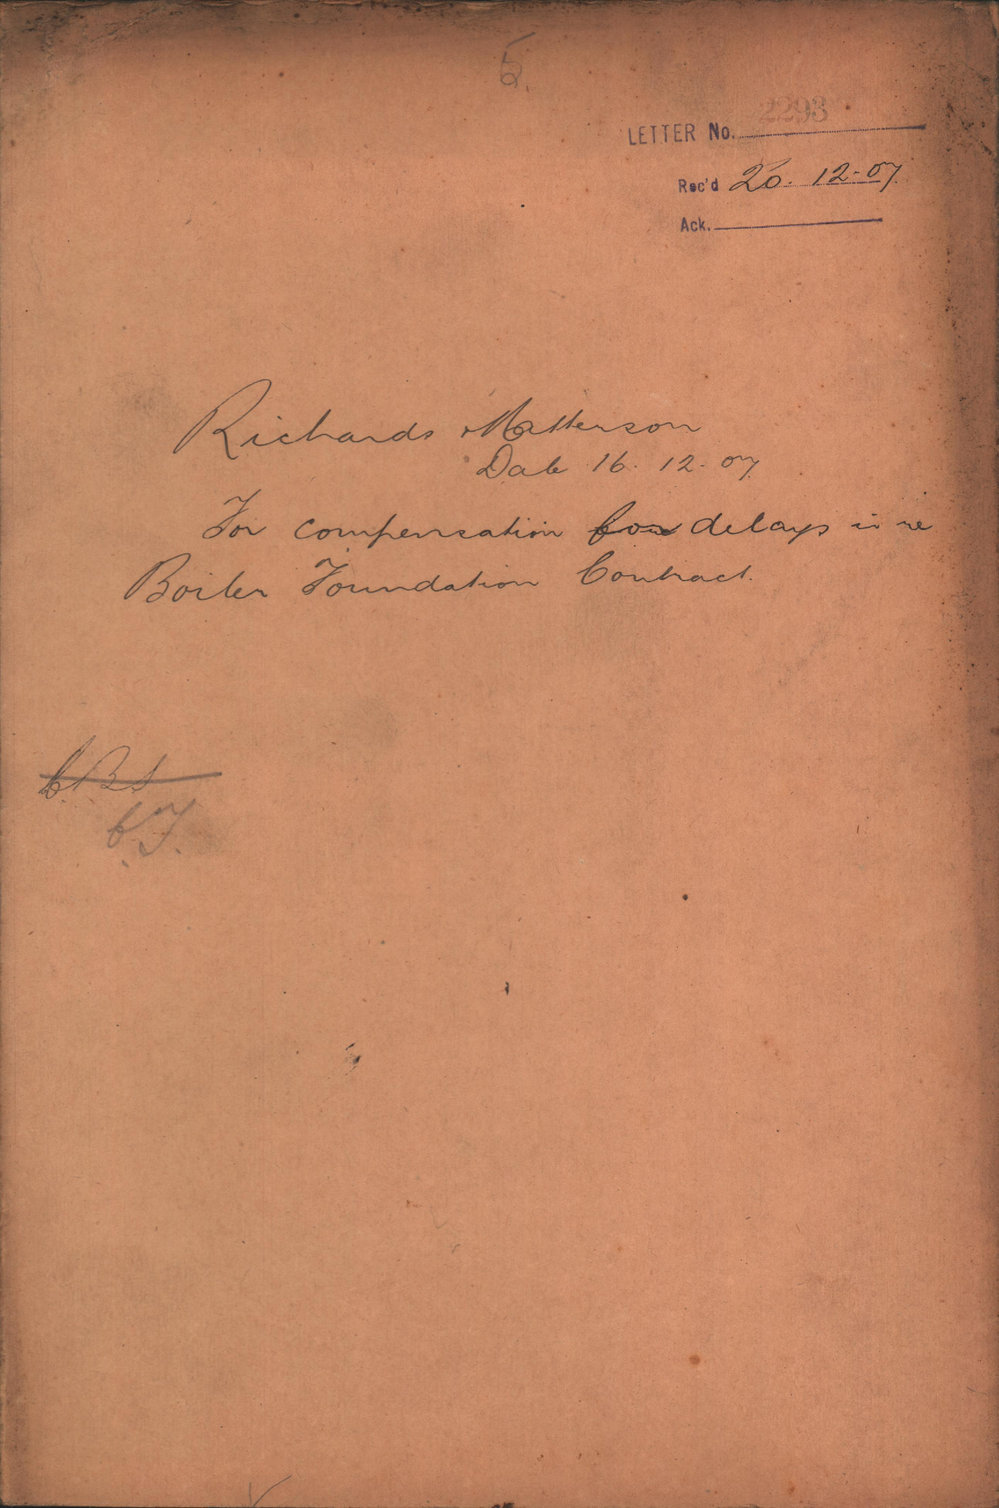 5.
LETTER No. 2293
Rec'd 20. 12-07
Ack.
Richards Matterson
Date 16. 12-07
For compensation for delays in re
Boiler Foundation Contract.
C.B.S
C.F.